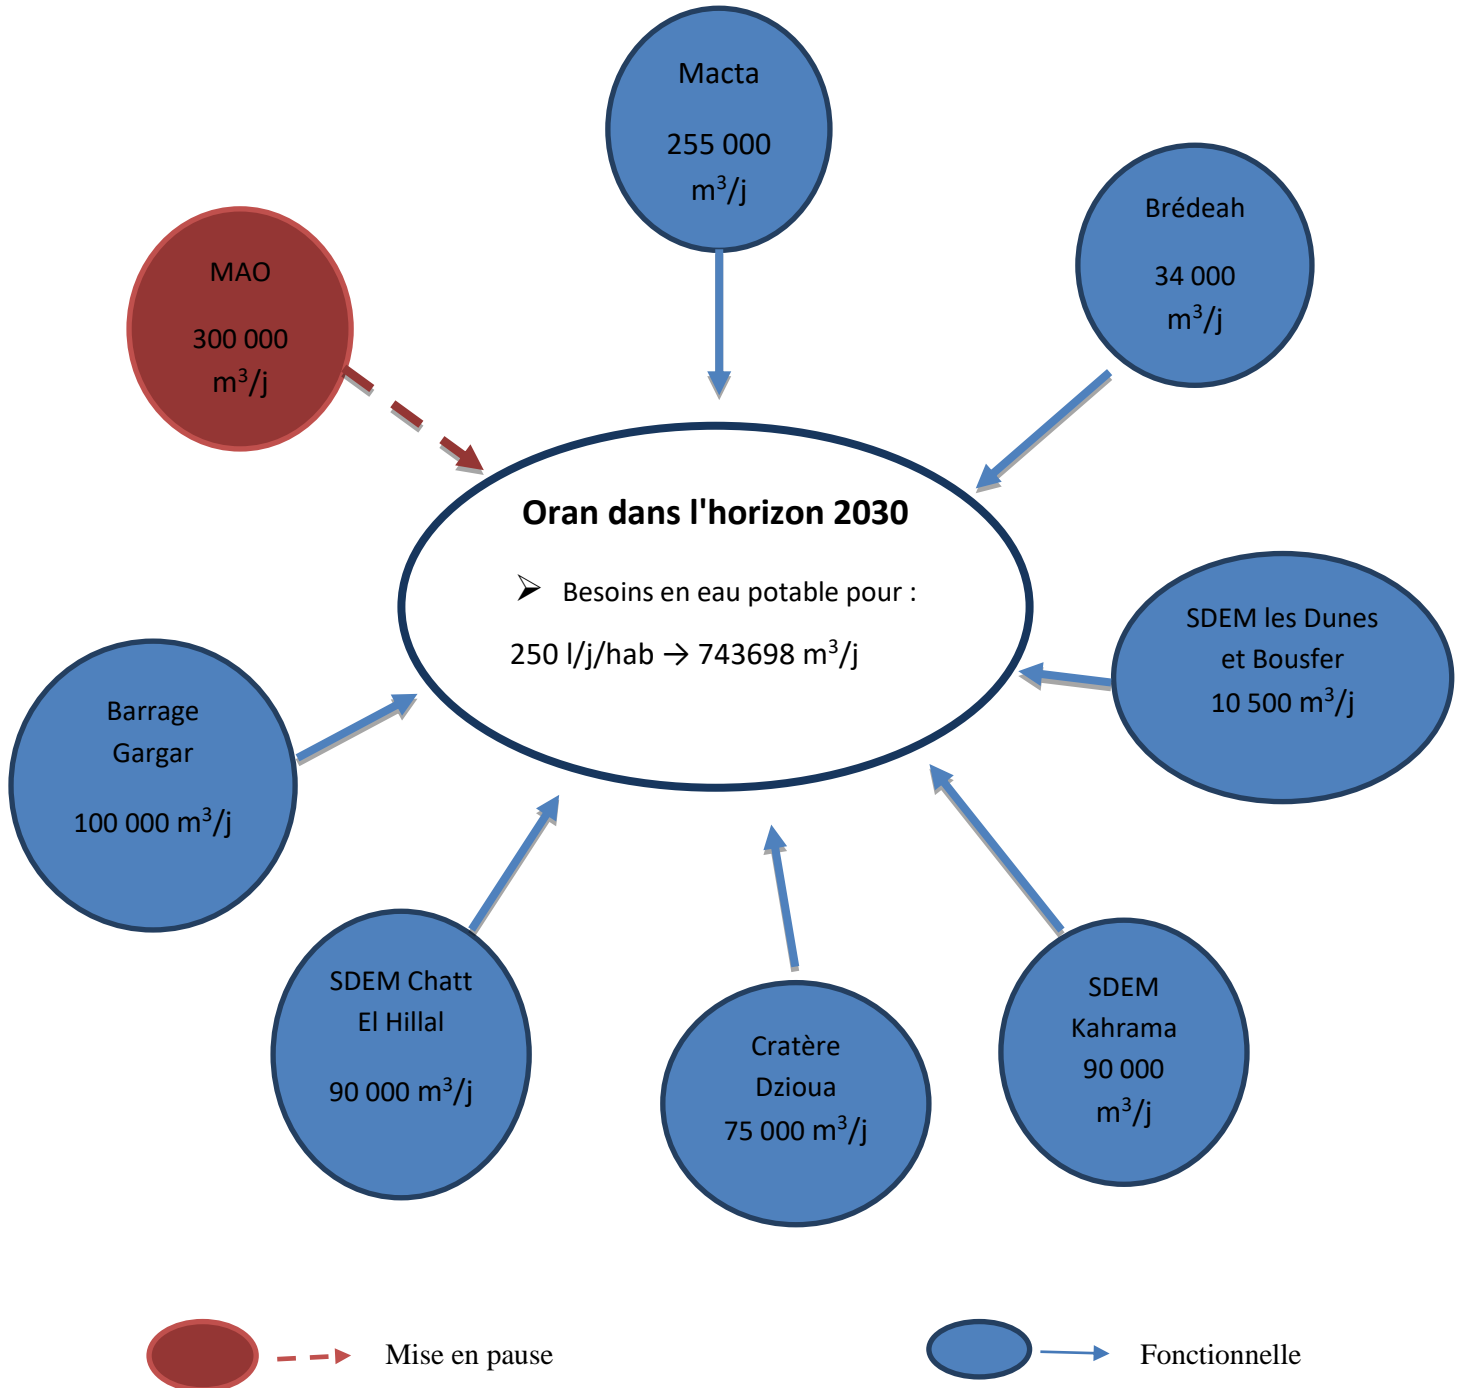 Macta
255 000
m³/j
Brédeah
34 000
m³/j
MAO
300 000
m³/j
Oran dans l'horizon 2030
➢ Besoins en eau potable pour :
250 l/j/hab → 743698 m³/j
SDEM les Dunes
et Bousfer
10 500 m³/j
Barrage
Gargar
100 000 m³/j
SDEM Chatt
El Hillal
90 000 m³/j
Cratère
Dzioua
75 000 m³/j
SDEM
Kahrama
90 000
m³/j
Mise en pause
Fonctionnelle